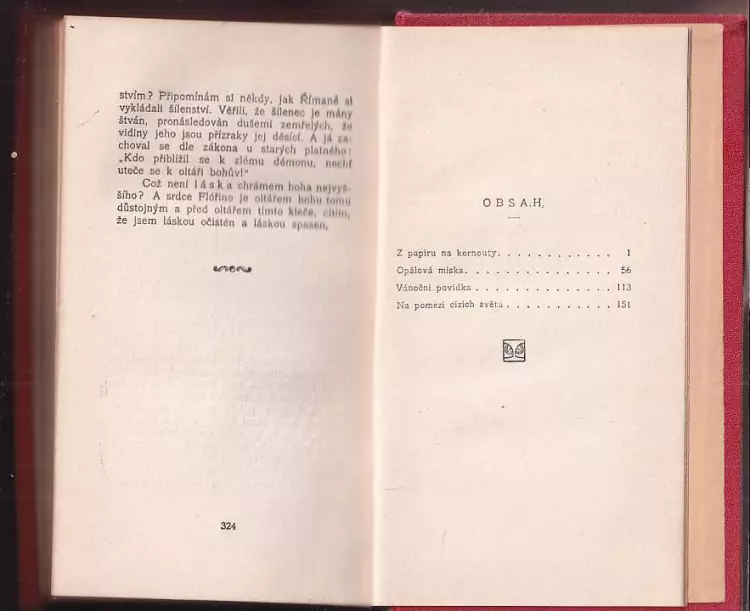 stvím? Připomínám si někdy, jak Římané si
vykládali šílenství. Věřili, že šílenec je mány
štván, pronásledován dušemi zemřelých, že
vidiny jeho jsou přízraky jej děsící. A já za-
choval se dle zákona u starých platného:
„Kdo přiblížil se k zlému démonu, nechť
uteče se k oltáři bohův!“
Což není láska chrámem boha nejvyš-
šího? A srdce Flóřino je oltářem bohu tomu
důstojným a před oltářem tímto kleče, cítím,
že jsem láskou očistěn a láskou spasen.
324
OBSAH.
Z papíru na kornouty. . . . . . . . . . . . 1
Opálová miska. . . . . . . . . . . . . . . 56
Vánoční povídka . . . . . . . . . . . . . 113
Na pomezí cizích světů . . . . . . . . . . 151